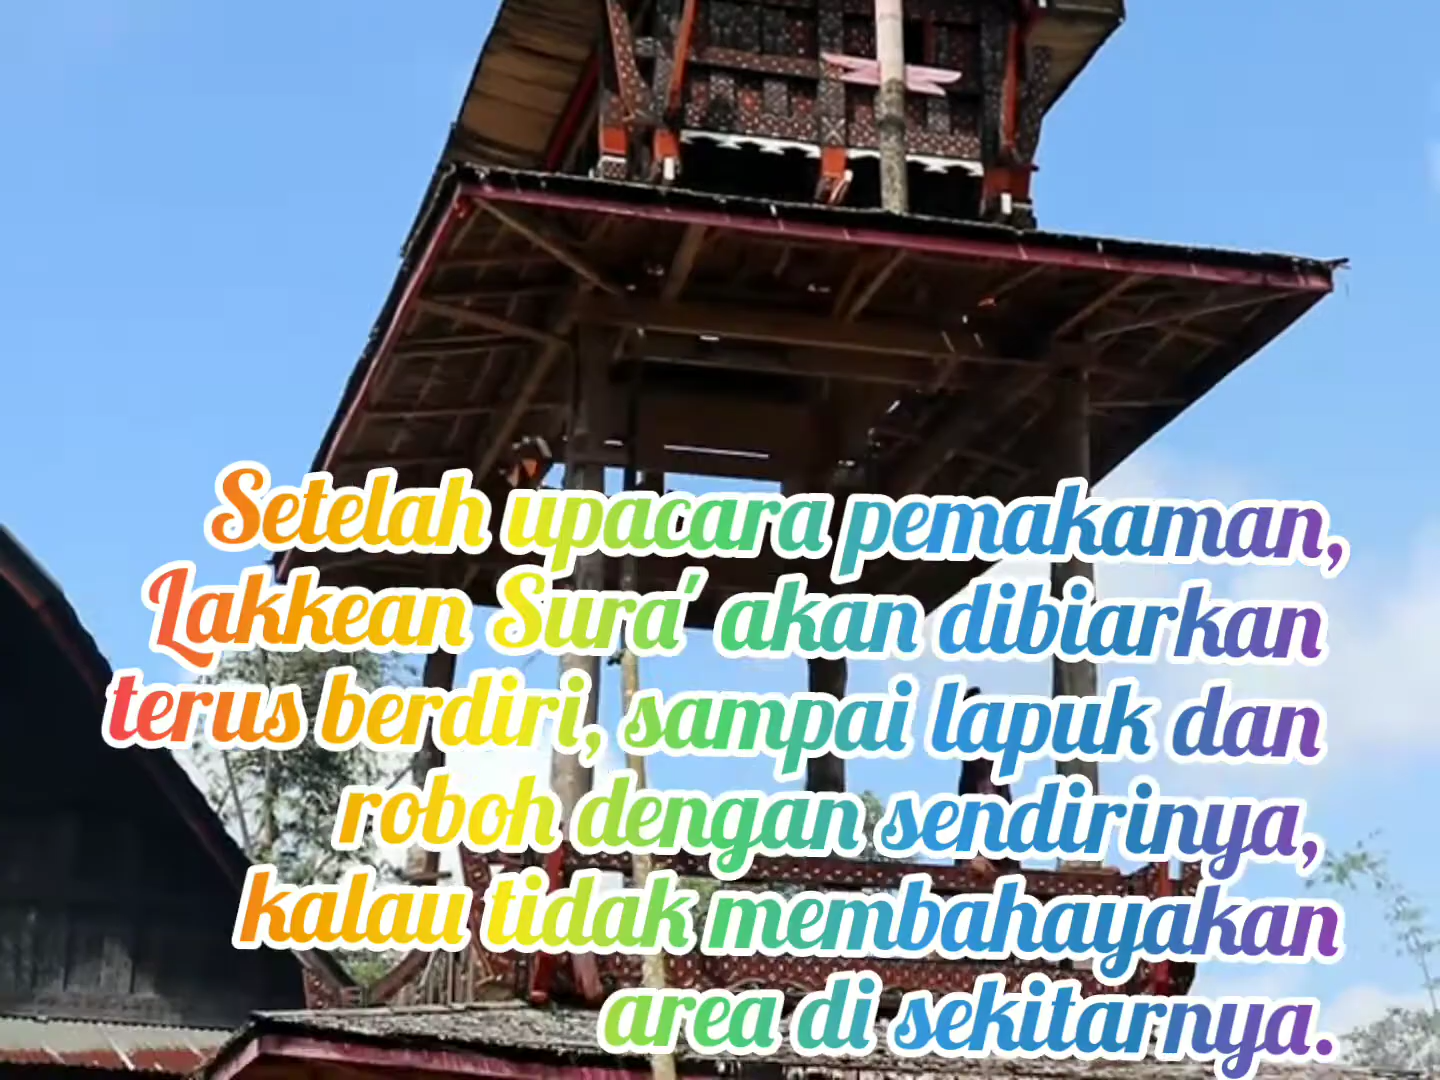 Setelah upacara pemakaman,
Lakkean Sura' akan dibiarkan
terus berdiri, sampai lapuk dan
roboh dengan sendirinya,
kalau tidak membahayakan
area di sekitarnya.